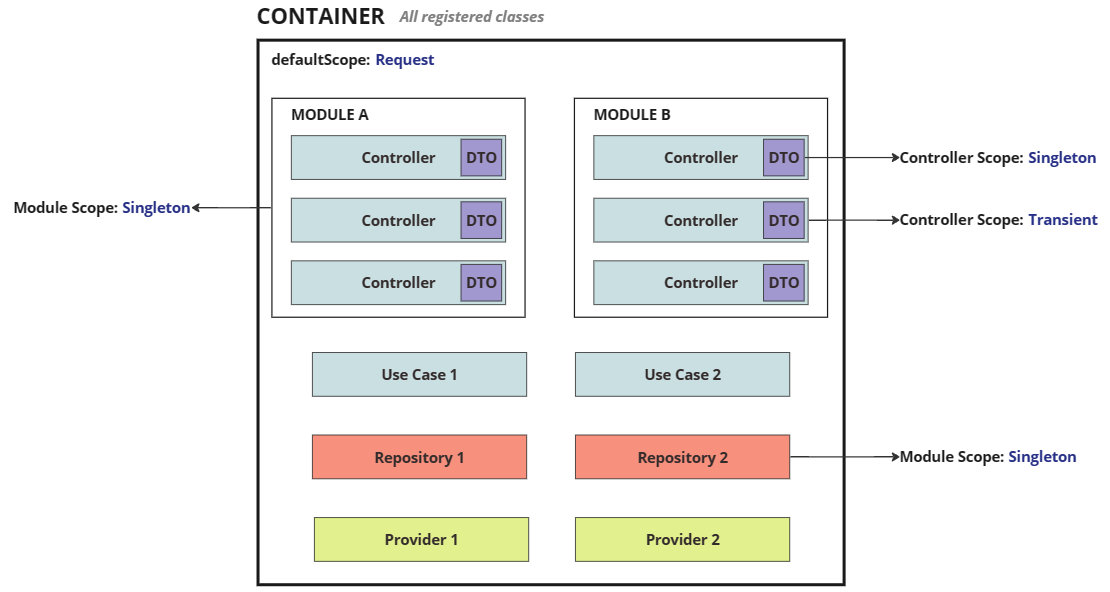 CONTAINER All registered classes
defaultScope: Request
MODULE A
Controller DTO
Controller DTO
Controller DTO
Module Scope: Singleton
MODULE B
Controller DTO
Controller DTO
Controller DTO
Controller Scope: Singleton
Controller Scope: Transient
Use Case 1
Use Case 2
Repository 1
Repository 2
Module Scope: Singleton
Provider 1
Provider 2